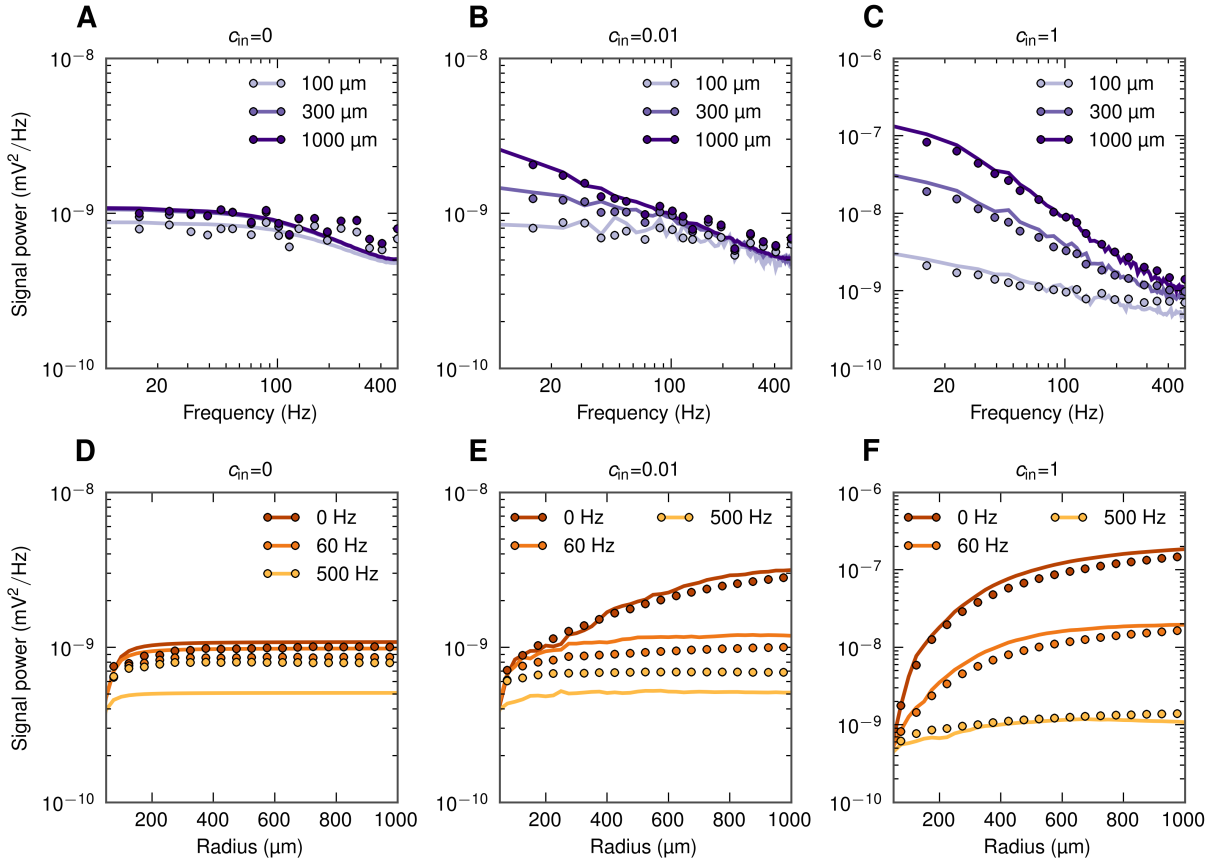 A
B
C
c_in=0
c_in=0.01
c_in=1
Signal power (mV²/Hz)
10⁻⁸
10⁻⁹
10⁻¹⁰
100 µm
300 µm
1000 µm
20
100
400
Frequency (Hz)
10⁻⁸
10⁻⁹
10⁻¹⁰
100 µm
300 µm
1000 µm
20
100
400
Frequency (Hz)
10⁻⁶
10⁻⁷
10⁻⁸
10⁻⁹
10⁻¹⁰
100 µm
300 µm
1000 µm
20
100
400
Frequency (Hz)
D
E
F
c_in=0
c_in=0.01
c_in=1
Signal power (mV²/Hz)
10⁻⁸
10⁻⁹
10⁻¹⁰
0 Hz
60 Hz
500 Hz
200 400 600 800 1000
Radius (µm)
10⁻⁸
10⁻⁹
10⁻¹⁰
0 Hz
60 Hz
500 Hz
200 400 600 800 1000
Radius (µm)
10⁻⁶
10⁻⁷
10⁻⁸
10⁻⁹
10⁻¹⁰
0 Hz
60 Hz
500 Hz
200 400 600 800 1000
Radius (µm)